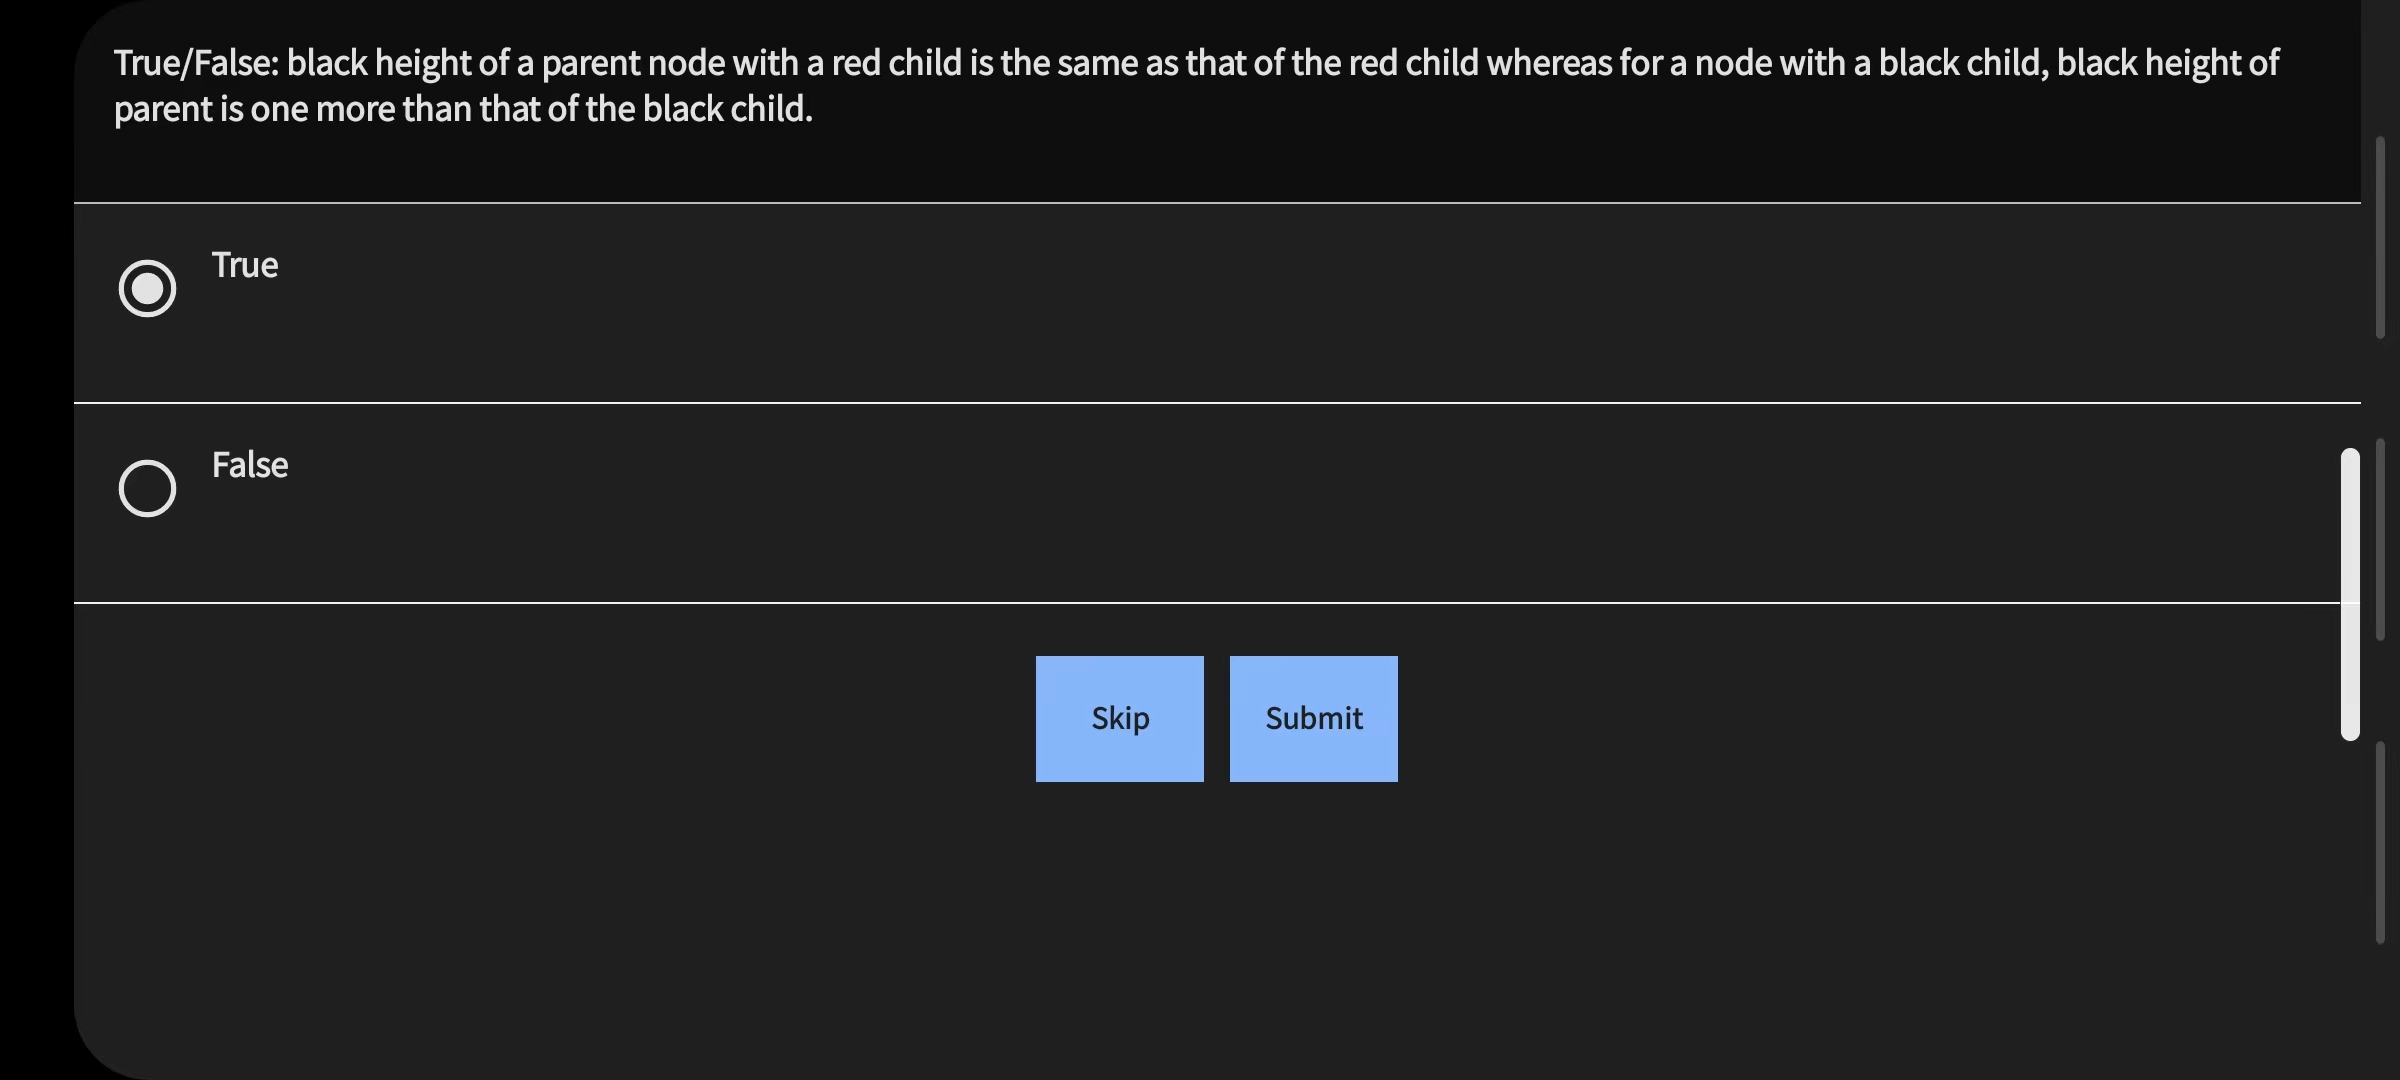 True/False: black height of a parent node with a red child is the same as that of the red child whereas for a node with a black child, black height of
parent is one more than that of the black child.
True
False
Skip
Submit